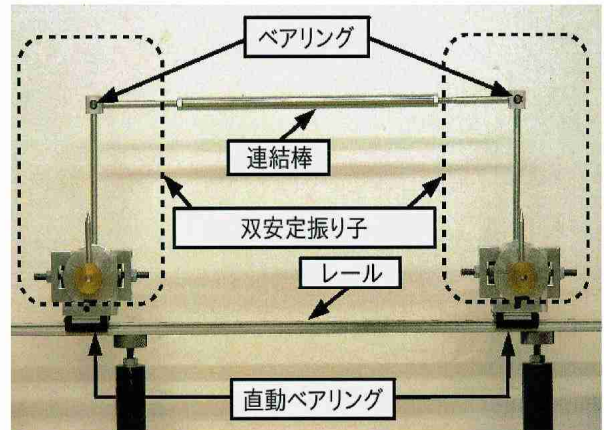 ベアリング
連結棒
双安定振り子
レール
直動ベアリング